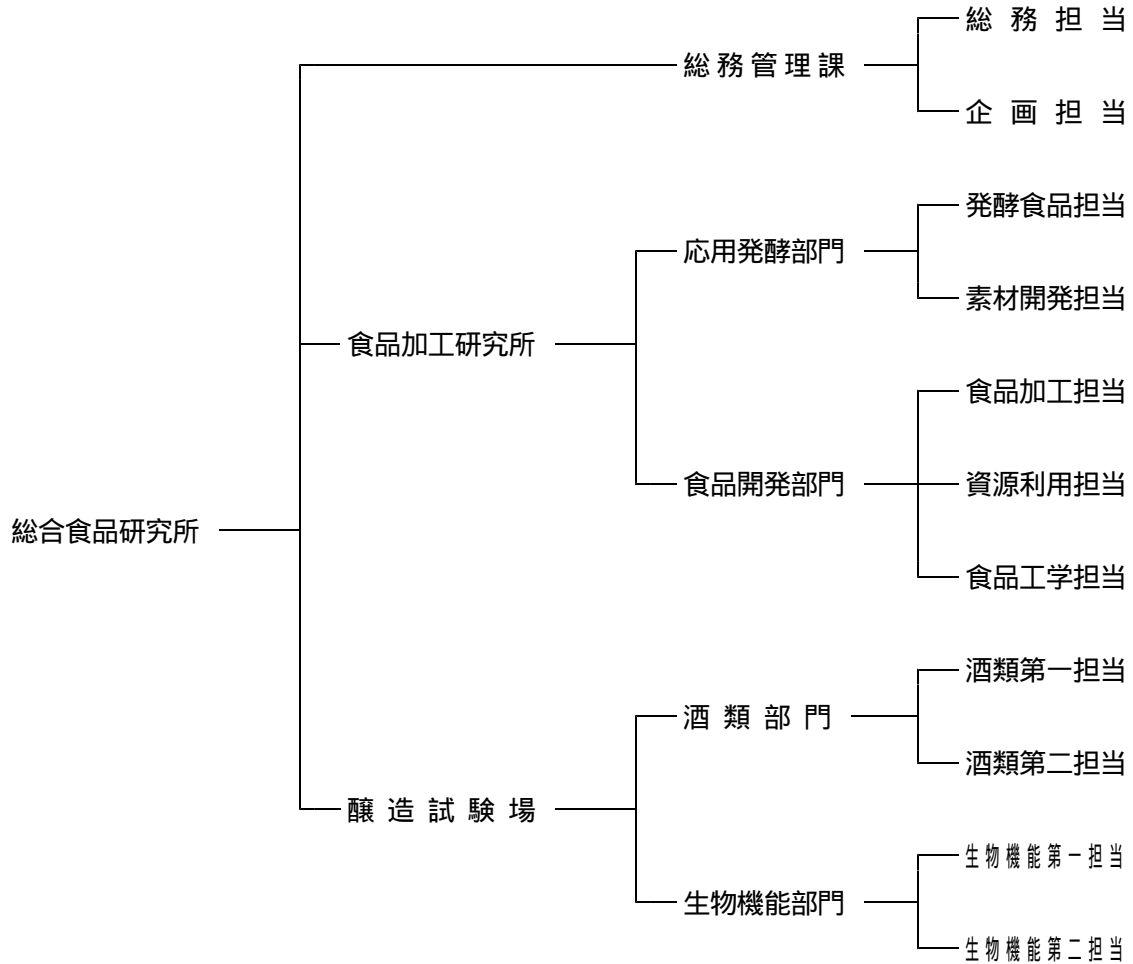 総務担当
総務管理課
企画担当
発酵食品担当
応用発酵部門
素材開発担当
食品加工研究所
食品加工担当
食品開発部門
資源利用担当
総合食品研究所
食品工学担当
酒類第一担当
酒類部門
酒類第二担当
醸造試験場
生物機能第一担当
生物機能部門
生物機能第二担当